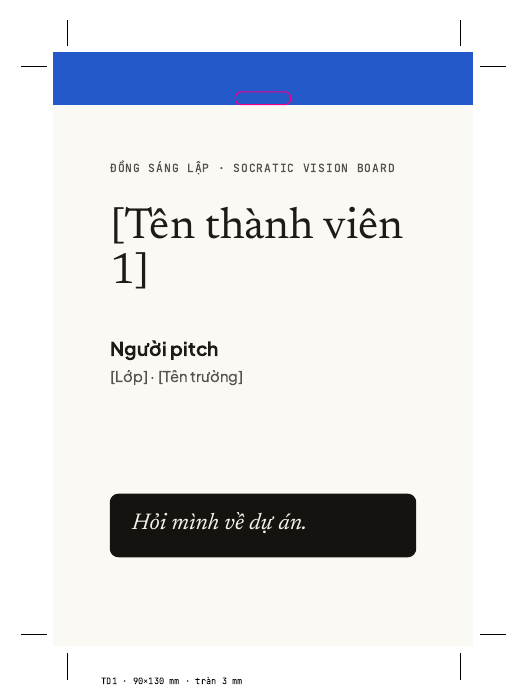 ĐỒNG SÁNG LẬP · SOCRATIC VISION BOARD
[Tên thành viên
1]
Người pitch
[Lớp] · [Tên trường]
Hỏi mình về dự án.
TD1 · 90×130 mm · tràn 3 mm